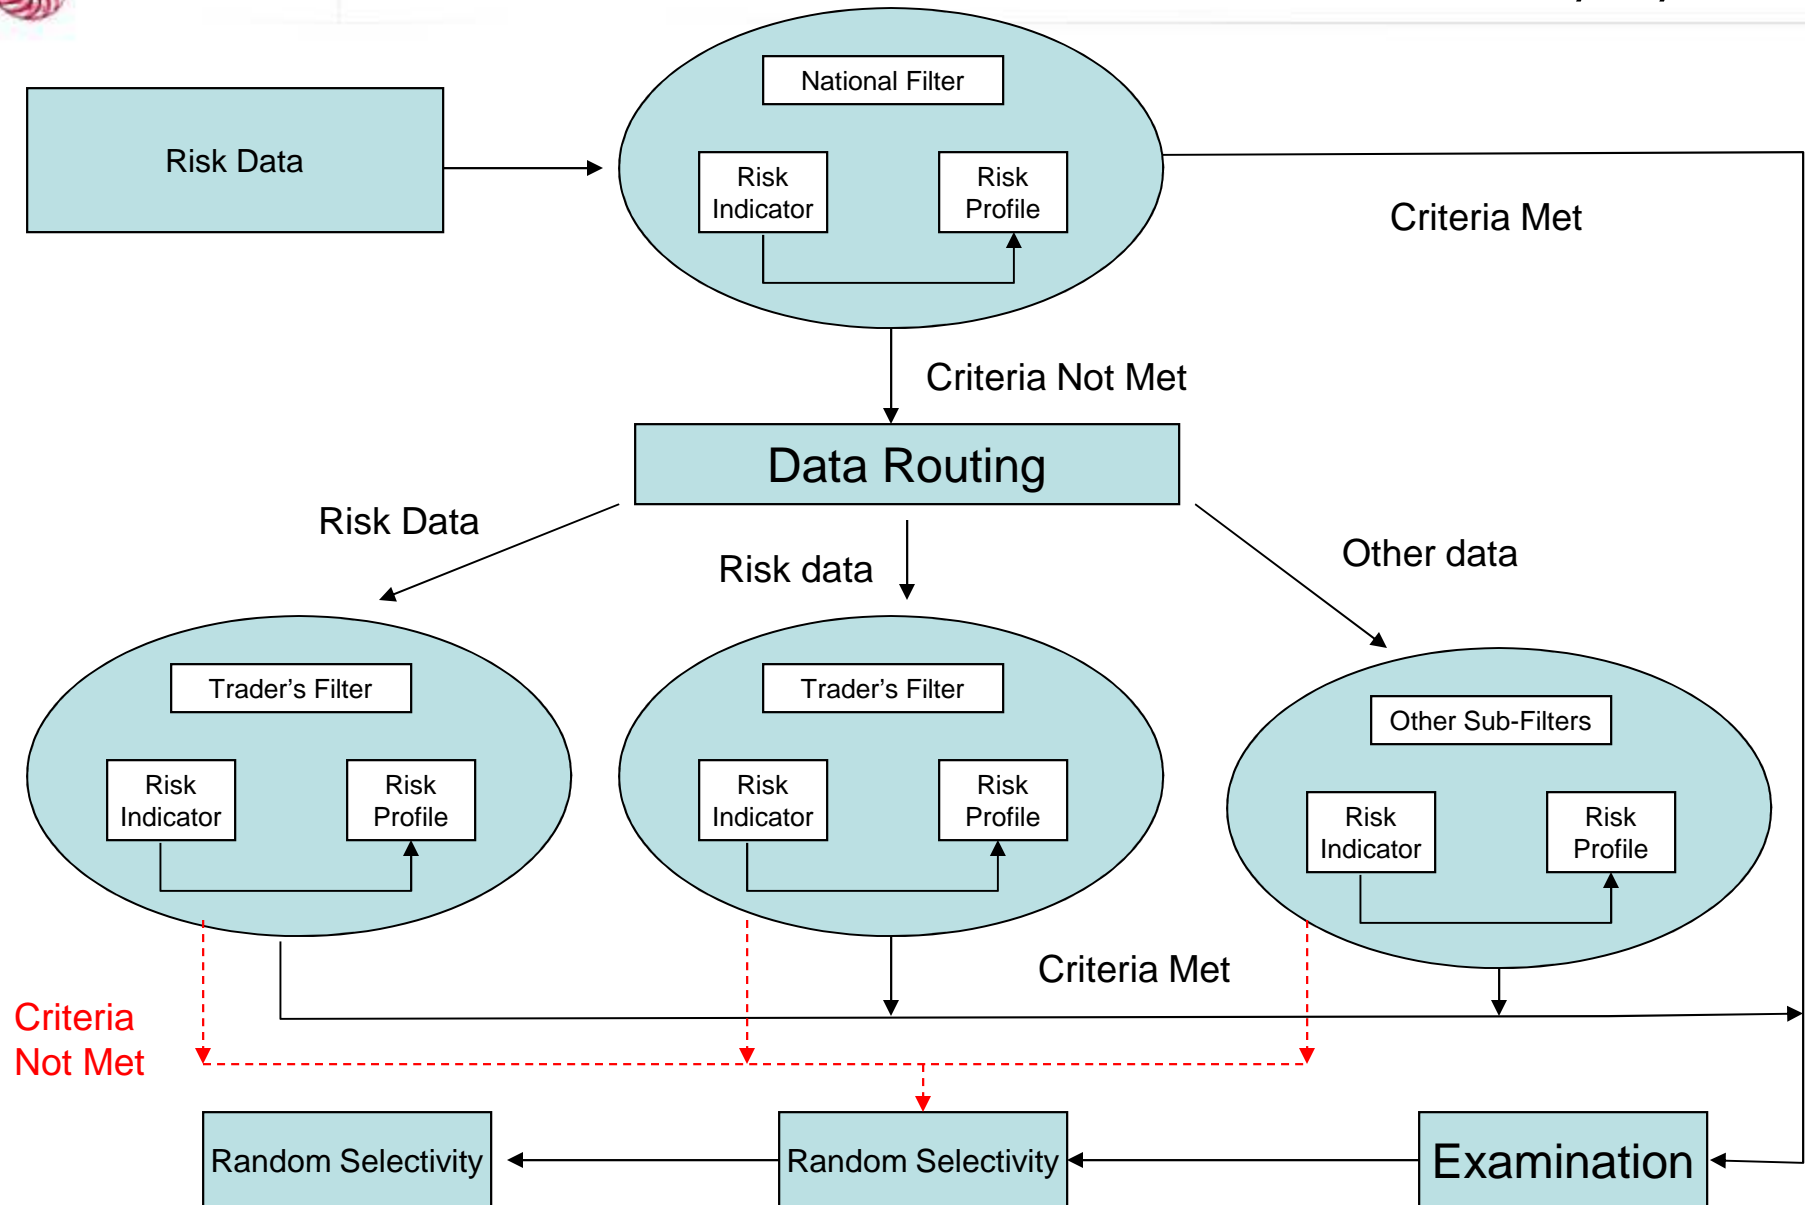 National Filter
Risk Data
Risk
Indicator
Risk
Profile
Criteria Met
Criteria Not Met
Data Routing
Risk Data
Risk data
Other data
Trader’s Filter
Trader’s Filter
Other Sub-Filters
Risk
Indicator
Risk
Profile
Risk
Indicator
Risk
Profile
Risk
Indicator
Risk
Profile
Criteria Met
Criteria
Not Met
Random Selectivity
Random Selectivity
Examination